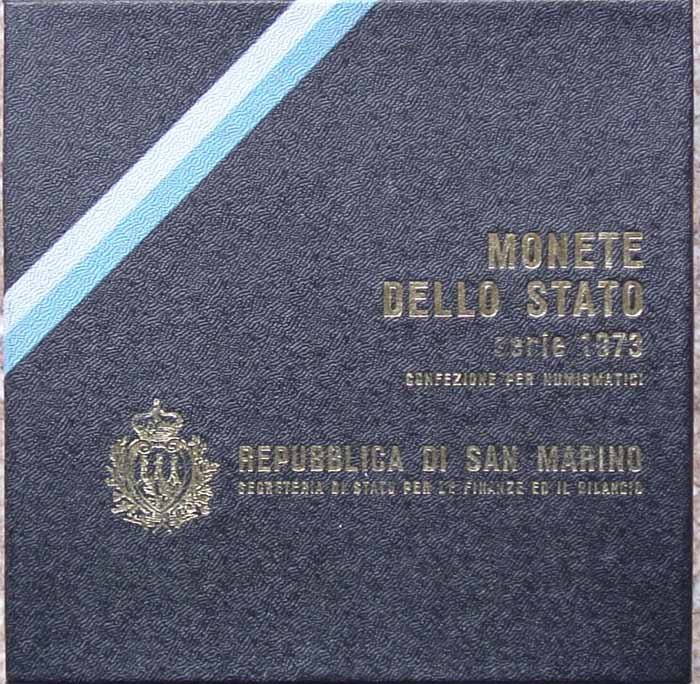 MONETE
DELLO STATO
serie 1973
CONFEZIONE PER NUMISMATICI
REPUBBLICA DI SAN MARINO
SEGRETERIA DI STATO PER LE FINANZE ED IL BILANCIO